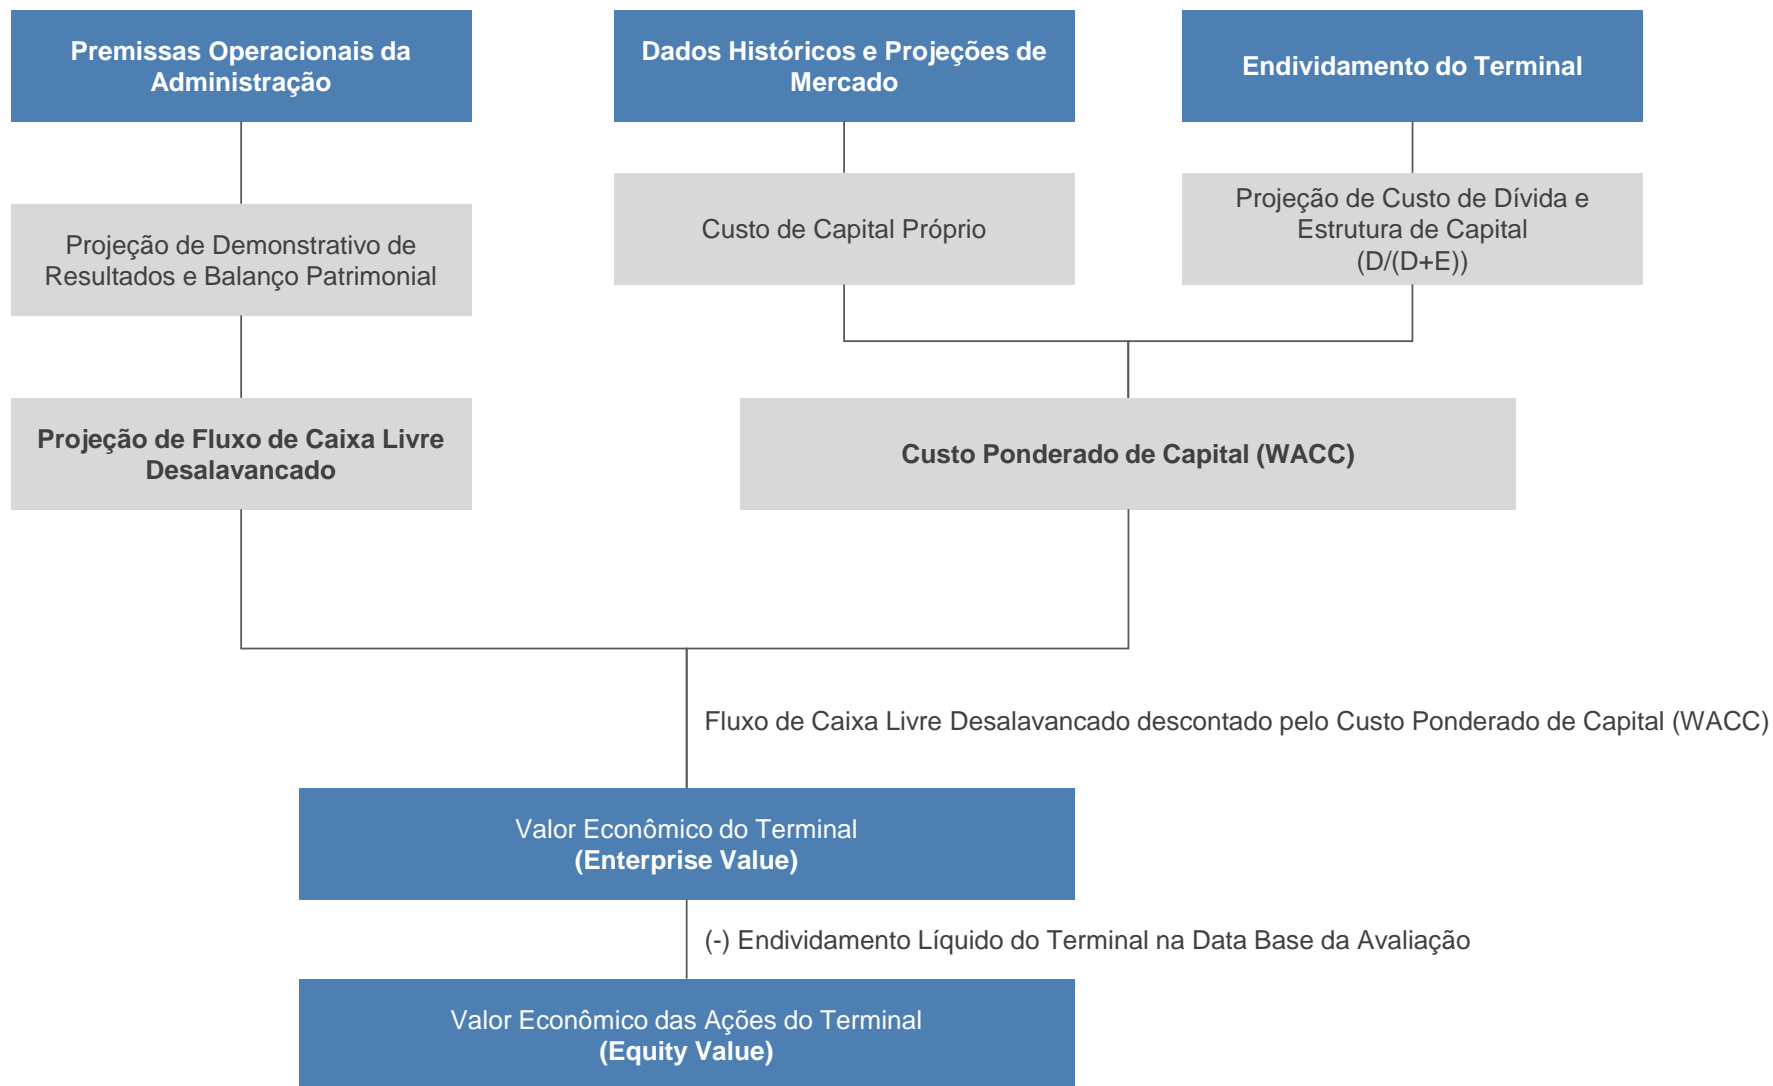 Premissas Operacionais da
Administração
Dados Históricos e Projeções de
Mercado
Endividamento do Terminal
Projeção de Demonstrativo de
Resultados e Balanço Patrimonial
Custo de Capital Próprio
Projeção de Custo de Dívida e
Estrutura de Capital
(D/(D+E))
Projeção de Fluxo de Caixa Livre
Desalavancado
Custo Ponderado de Capital (WACC)
Fluxo de Caixa Livre Desalavancado descontado pelo Custo Ponderado de Capital (WACC)
Valor Econômico do Terminal
(Enterprise Value)
(-) Endividamento Líquido do Terminal na Data Base da Avaliação
Valor Econômico das Ações do Terminal
(Equity Value)